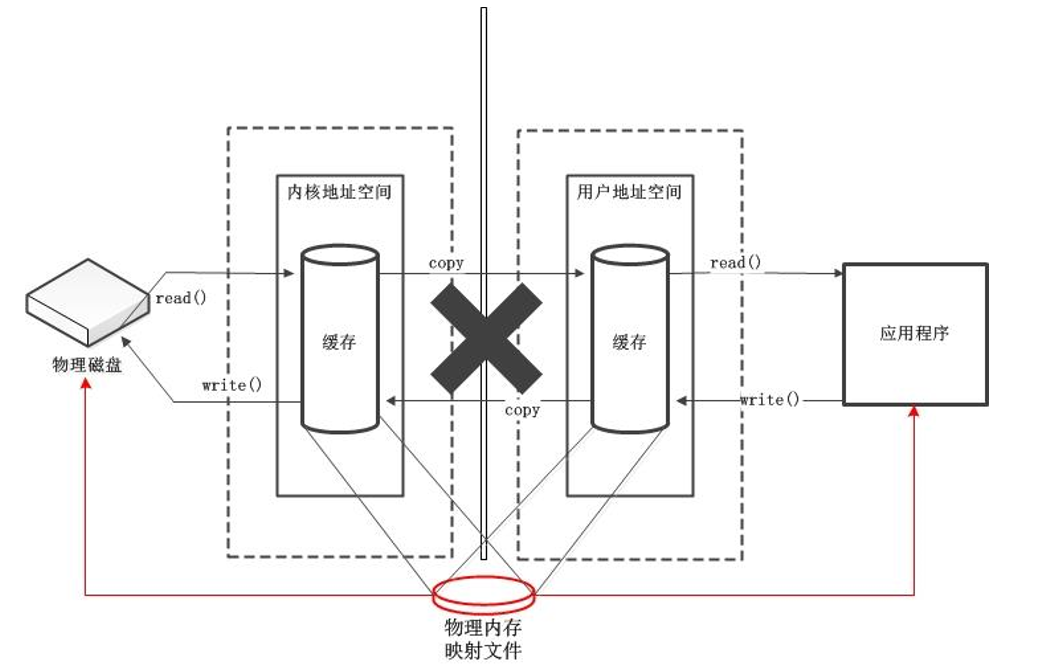 内核地址空间
用户地址空间
copy
read()
read()
缓存
缓存
应用程序
物理磁盘
write()
write()
copy
物理内存
映射文件